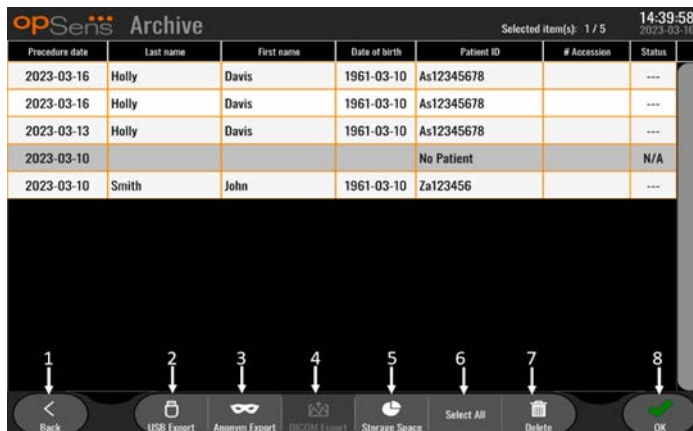 opSens Archive Selected item(s): 1 / 5 14:39:58
2023-03-16
Procedure date Last name First name Date of birth Patient ID # Accession Status
2023-03-16 Holly Davis 1961-03-10 As12345678 ---
2023-03-16 Holly Davis 1961-03-10 As12345678 ---
2023-03-13 Holly Davis 1961-03-10 As12345678 ---
2023-03-10 No Patient N/A
2023-03-10 Smith John 1961-03-10 Za123456 ---
1 2 3 4 5 6 7 8
Back USB Export Anonym Export DICOM Export Storage Space Select All Delete OK